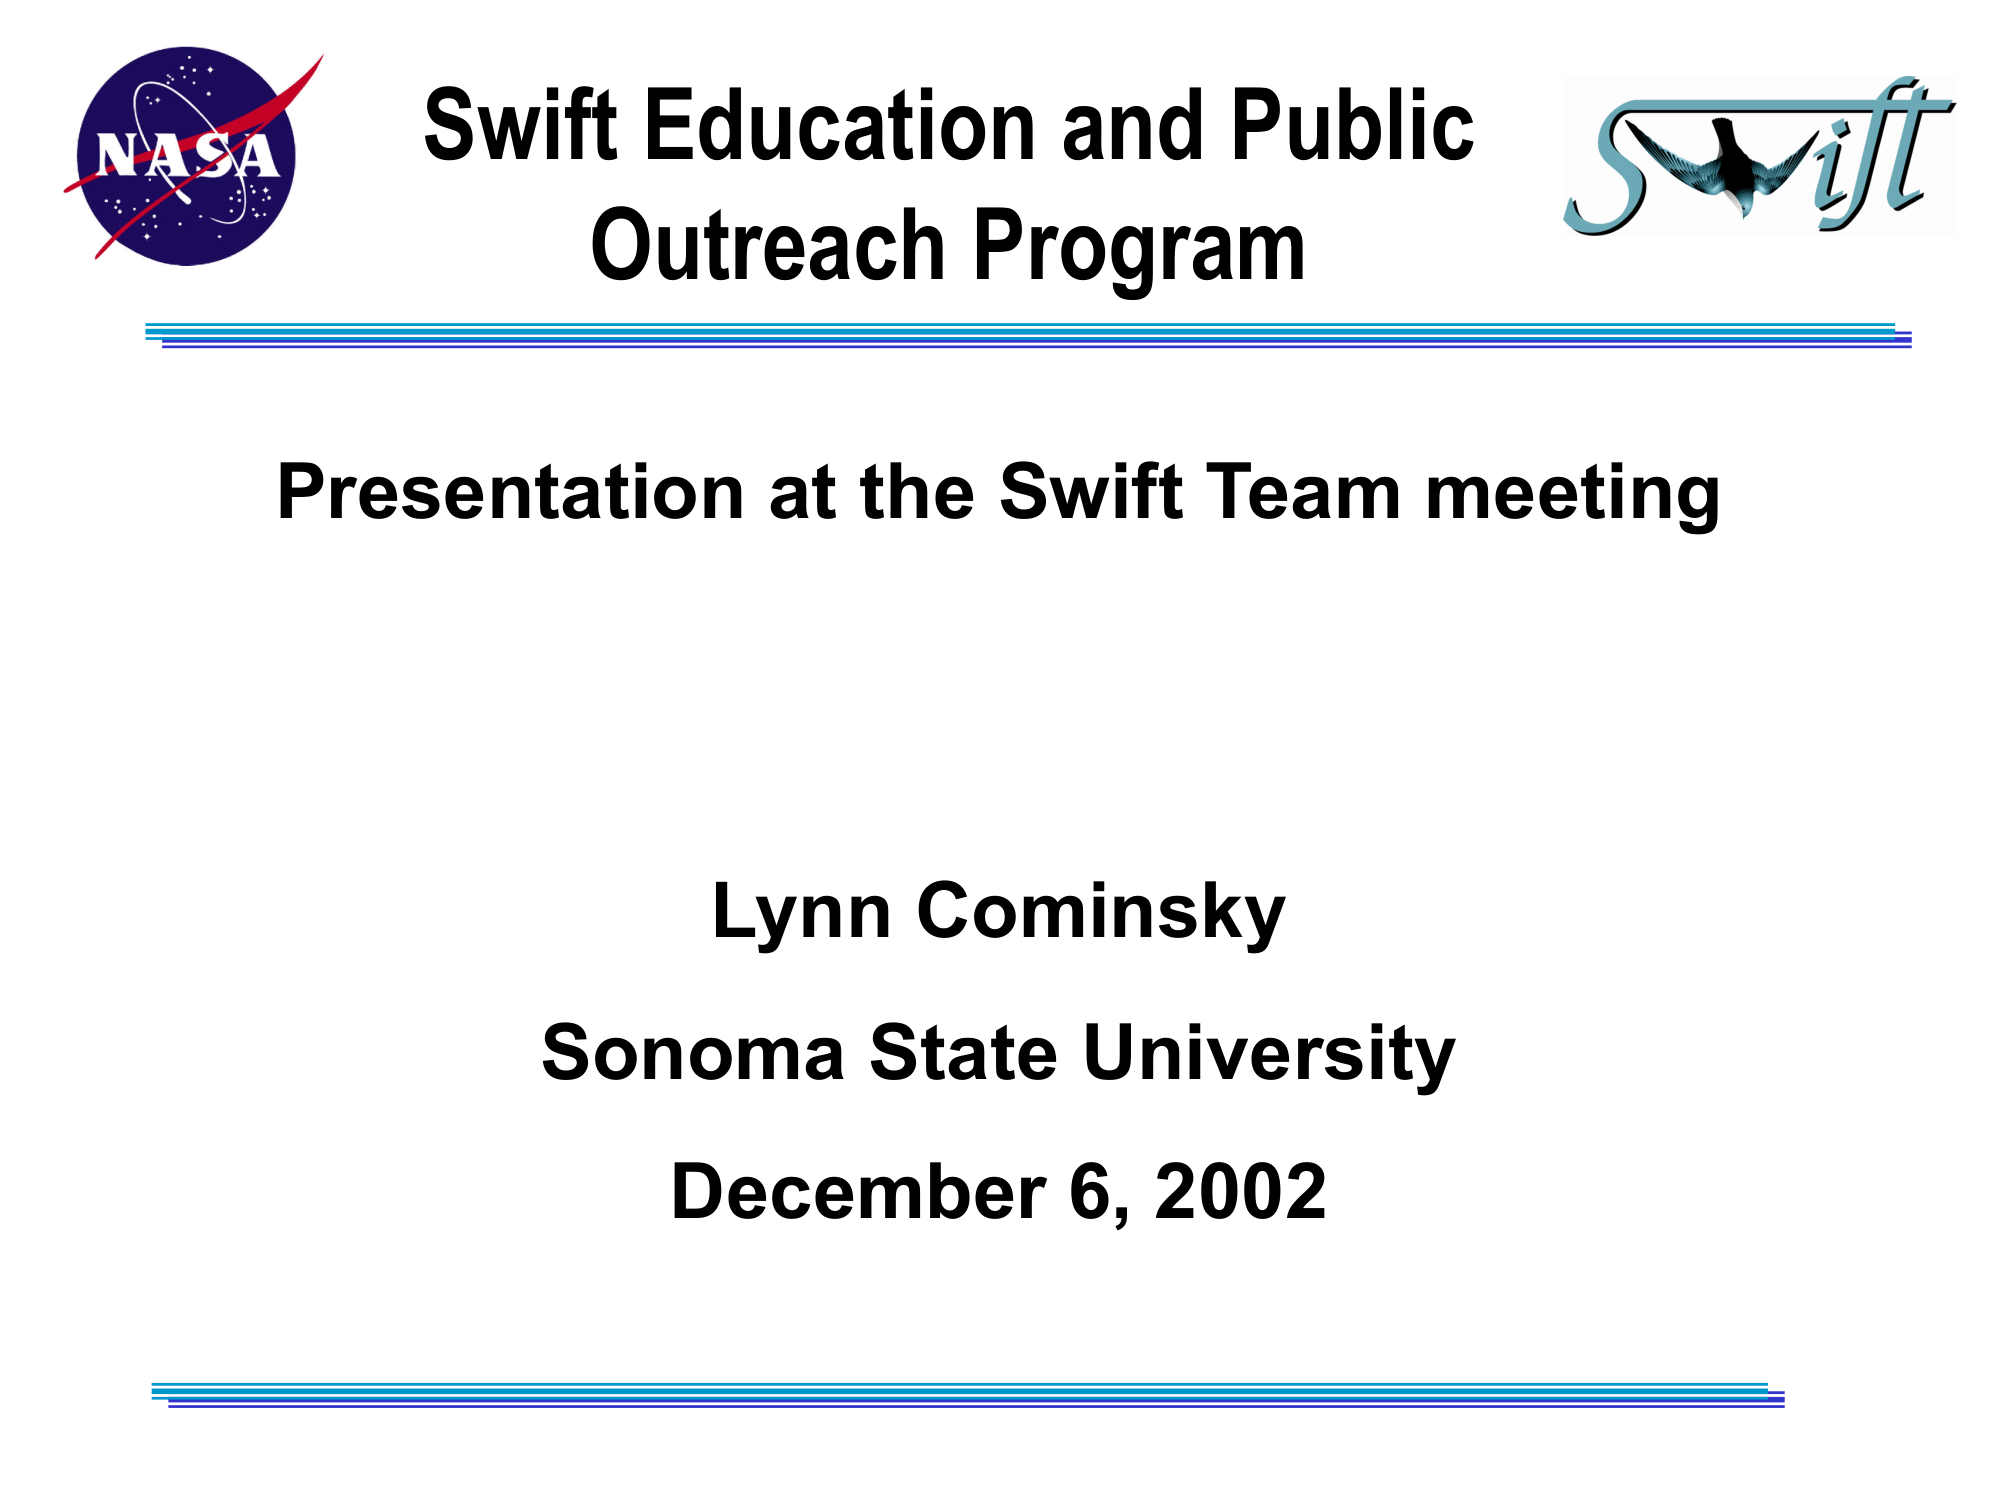 NASA
Swift Education and Public
Outreach Program
Swift
Presentation at the Swift Team meeting
Lynn Cominsky
Sonoma State University
December 6, 2002